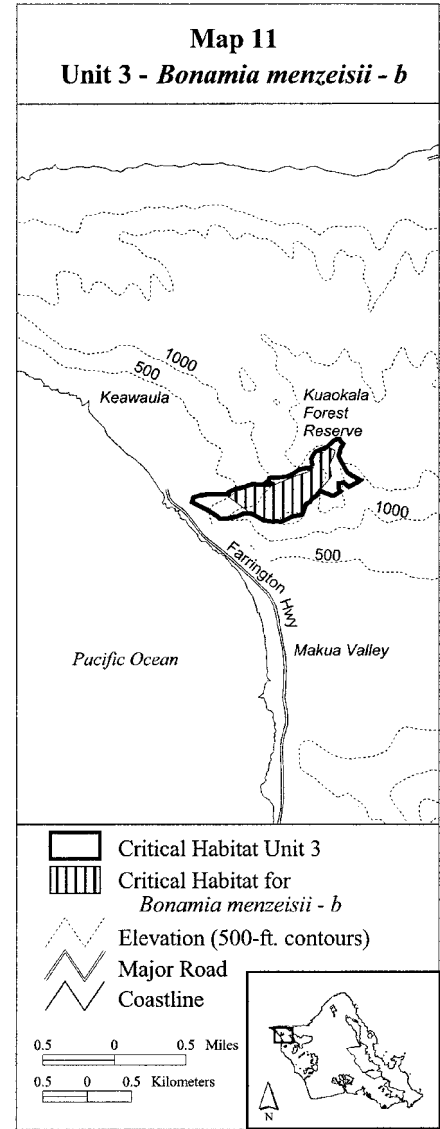 Map 11
Unit 3 - Bonamia menzeisii - b
1000
500
Keawaula
Kuaokala
Forest
Reserve
1000
500
Farrington
Hwy
Makua Valley
Pacific Ocean
Critical Habitat Unit 3
Critical Habitat for
Bonamia menzeisii - b
Elevation (500-ft. contours)
Major Road
Coastline
0.5 0 0.5 Miles
0.5 0 0.5 Kilometers
N